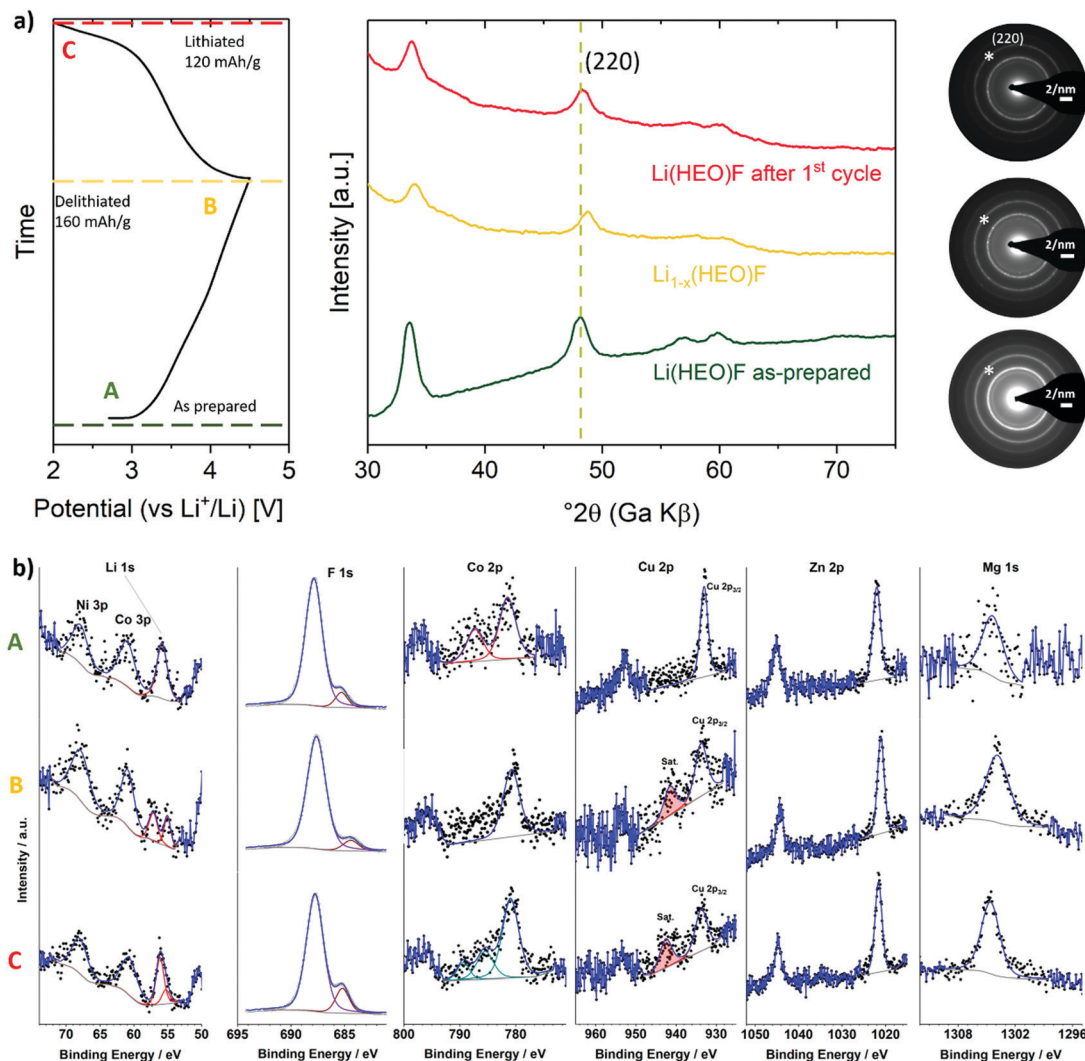 a)
C
Lithiated
120 mAh/g
Delithiated
160 mAh/g
B
A
As prepared
Time
2 3 4 5
Potential (vs Li⁺/Li) [V]
Intensity [a.u.]
(220)
Li(HEO)F after 1ˢᵗ cycle
Li₁₋ₓ(HEO)F
Li(HEO)F as-prepared
30 40 50 60 70
°2θ (Ga Kβ)
(220)
*
2/nm
*
2/nm
*
2/nm
b)
Li 1s
Ni 3p
Co 3p
F 1s
Co 2p
Cu 2p
Cu 2p₃/₂
Zn 2p
Mg 1s
A
B
Sat.
Cu 2p₃/₂
C
Sat.
Cu 2p₃/₂
Intensity / a.u.
70 65 60 55 50
695 690 685
800 790 780
960 950 940 930
1050 1040 1030 1020
1308 1302 1296
Binding Energy / eV
Binding Energy / eV
Binding Energy / eV
Binding Energy / eV
Binding Energy / eV
Binding Energy / eV